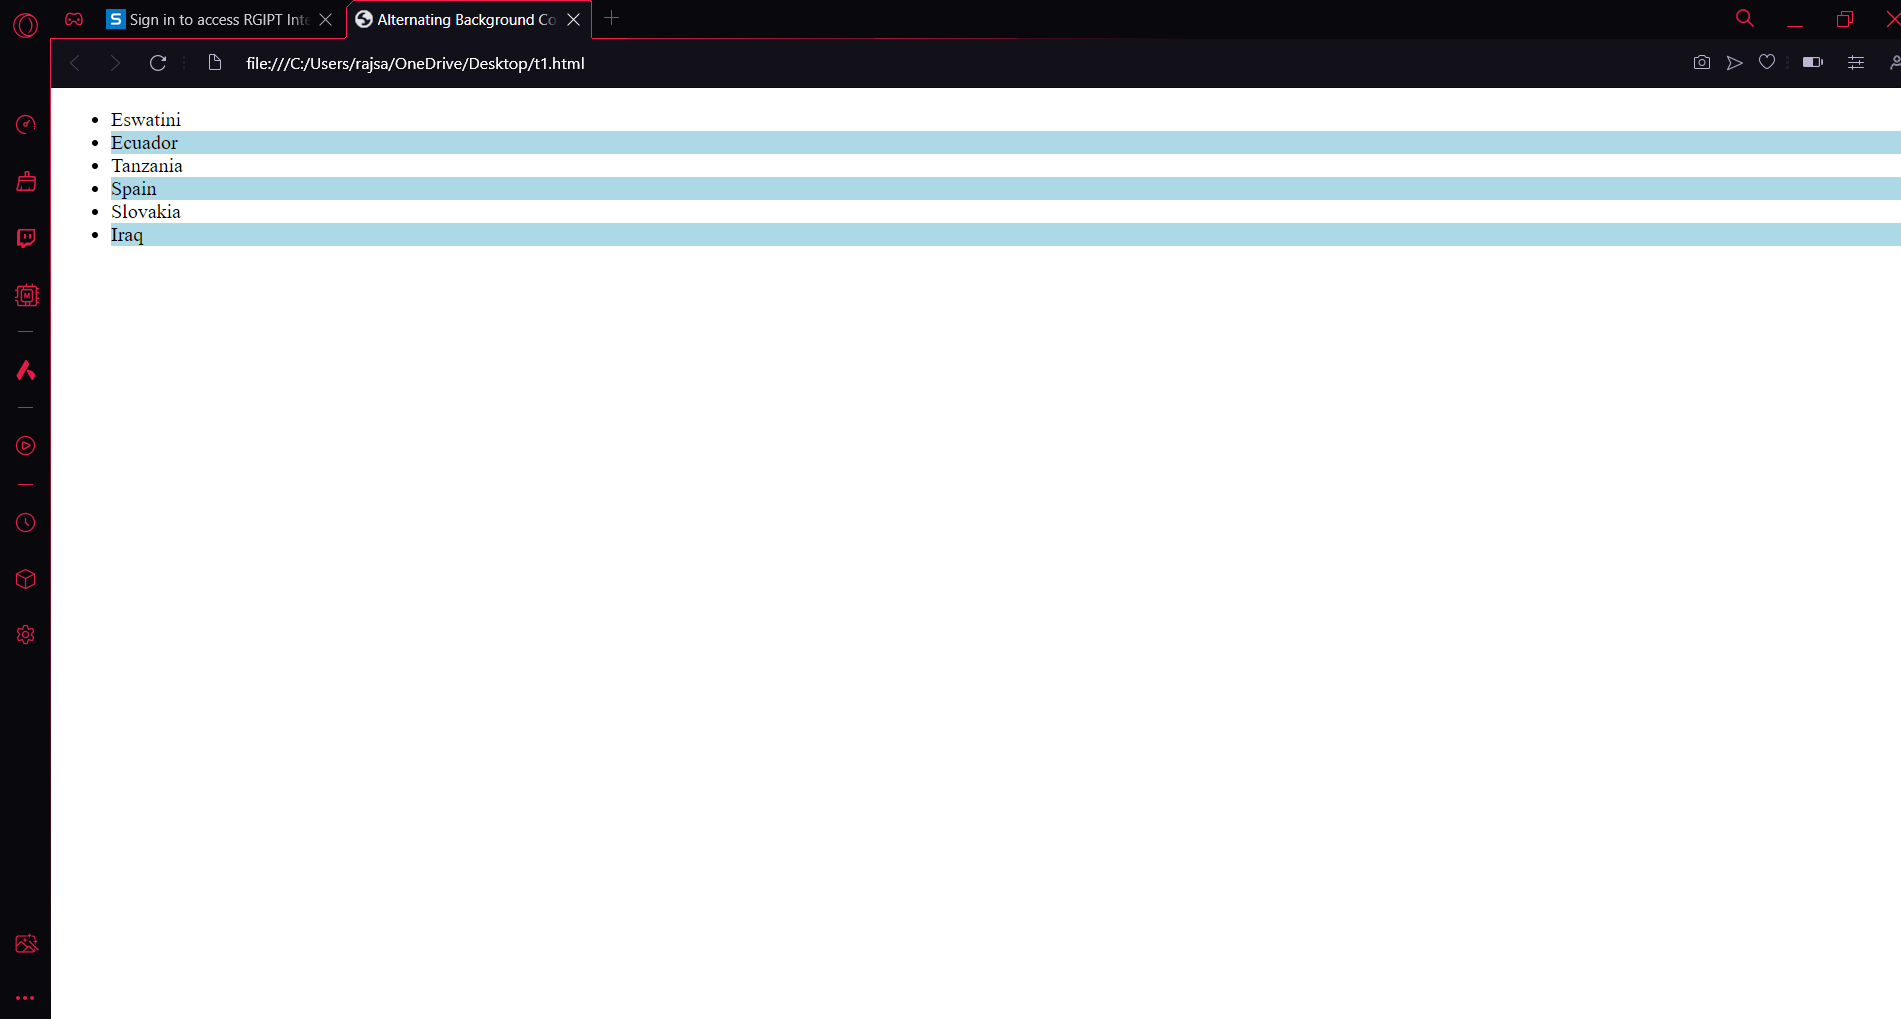 S Sign in to access RGIPT Inte
Alternating Background Co
file:///C:/Users/rajsa/OneDrive/Desktop/t1.html
Eswatini
Ecuador
Tanzania
Spain
Slovakia
Iraq
M